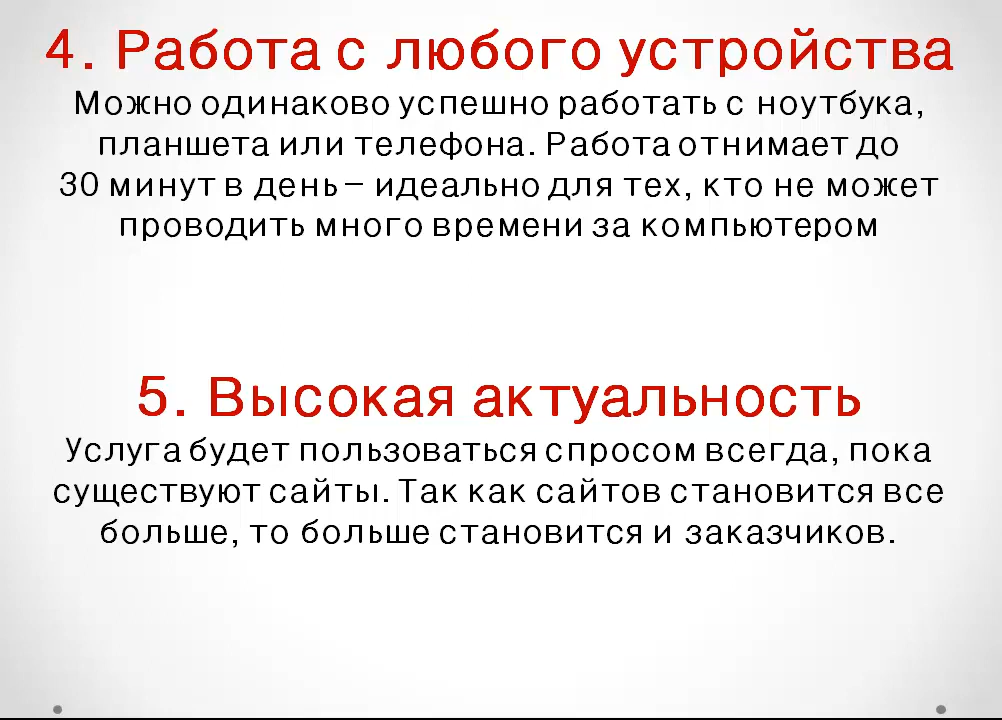 4. Работа с любого устройства
Можно одинаково успешно работать с ноутбука,
планшета или телефона. Работа отнимает до
30 минут в день – идеально для тех, кто не может
проводить много времени за компьютером
5. Высокая актуальность
Услуга будет пользоваться спросом всегда, пока
существуют сайты. Так как сайтов становится все
больше, то больше становится и заказчиков.